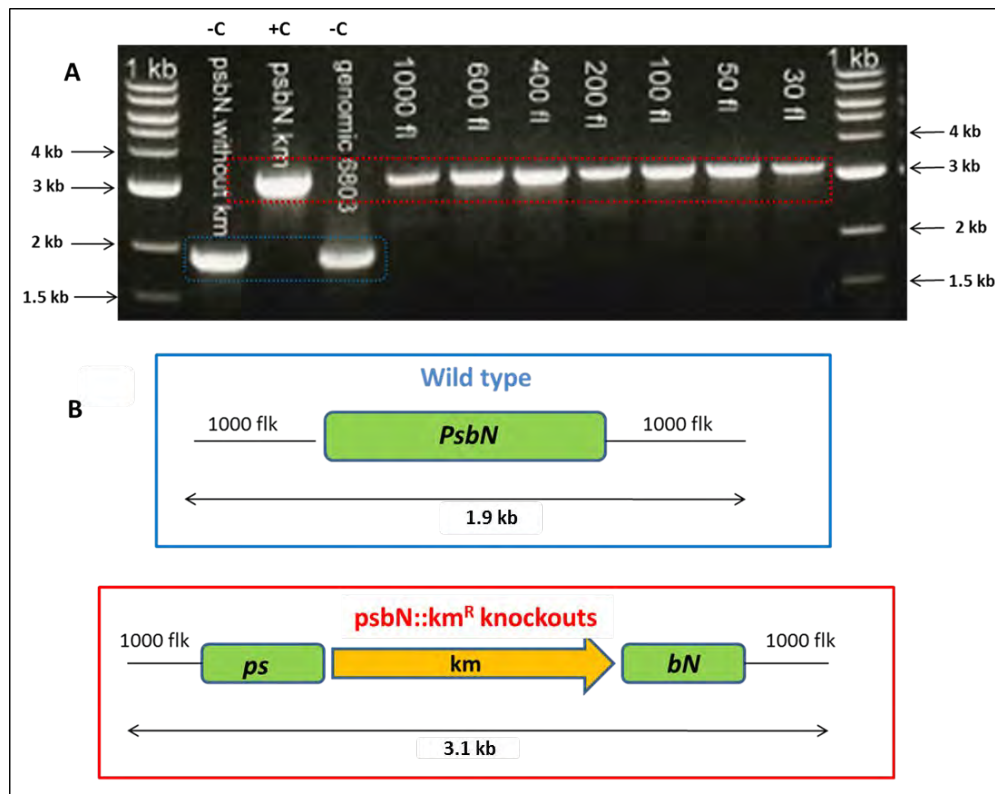 -C +C -C
A
1 kb psbN.without km psbN.km genomic 6803 1000 fl 600 fl 400 fl 200 fl 100 fl 50 fl 30 fl 1 kb
4 kb
3 kb
2 kb
1.5 kb
4 kb
3 kb
2 kb
1.5 kb
B
Wild type
1000 flk PsbN 1000 flk
1.9 kb
psbN::kmR knockouts
1000 flk ps km bN 1000 flk
3.1 kb